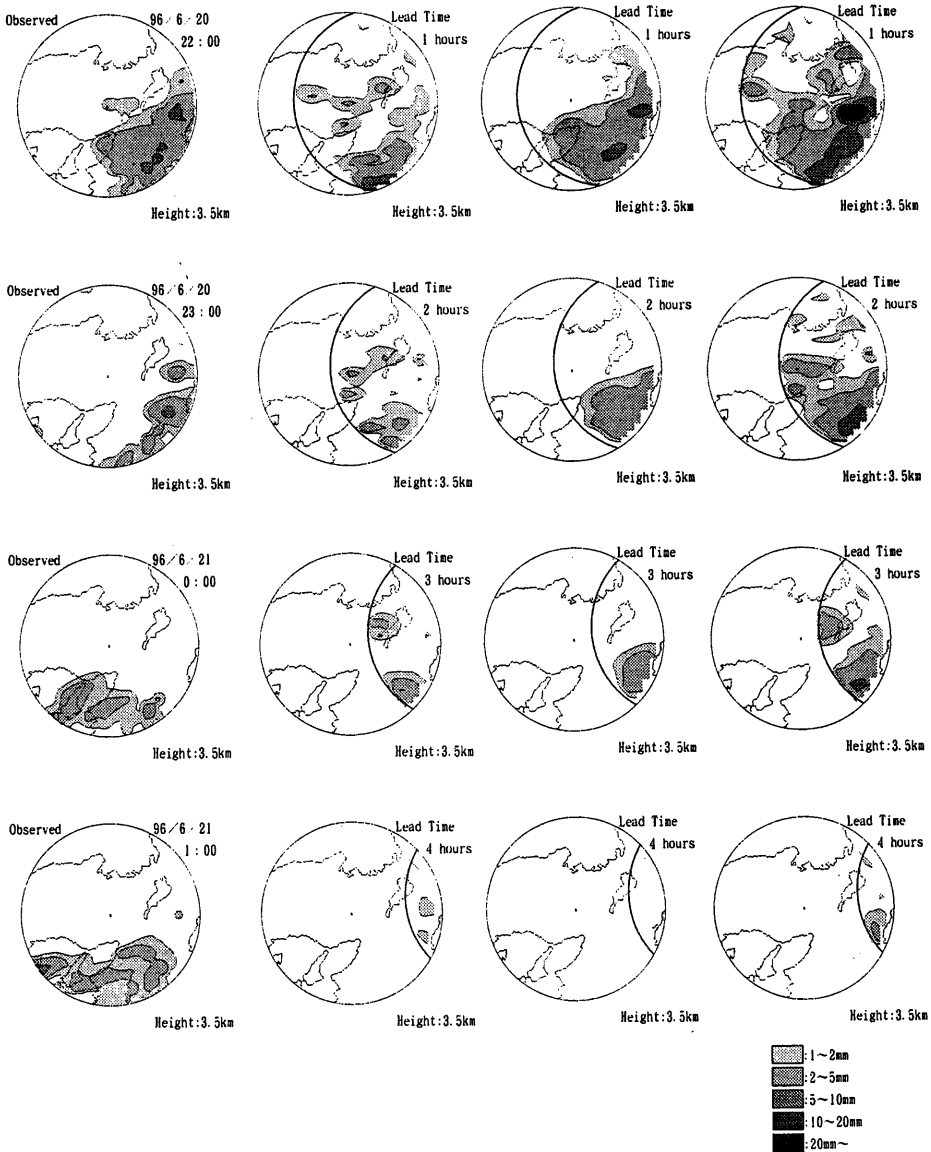 Observed 96/6/20 Lead Time Lead Time Lead Time
22:00 1 hours 1 hours 1 hours
Height:3.5km Height:3.5km Height:3.5km Height:3.5km
Observed 96/6/20 Lead Time Lead Time Lead Time
23:00 2 hours 2 hours 2 hours
Height:3.5km Height:3.5km Height:3.5km Height:3.5km
Observed 96/6/21 Lead Time Lead Time Lead Time
0:00 3 hours 3 hours 3 hours
Height:3.5km Height:3.5km Height:3.5km Height:3.5km
Observed 96/6/21 Lead Time Lead Time Lead Time
1:00 4 hours 4 hours 4 hours
Height:3.5km Height:3.5km Height:3.5km Height:3.5km
:1~2mm
:2~5mm
:5~10mm
:10~20mm
:20mm~